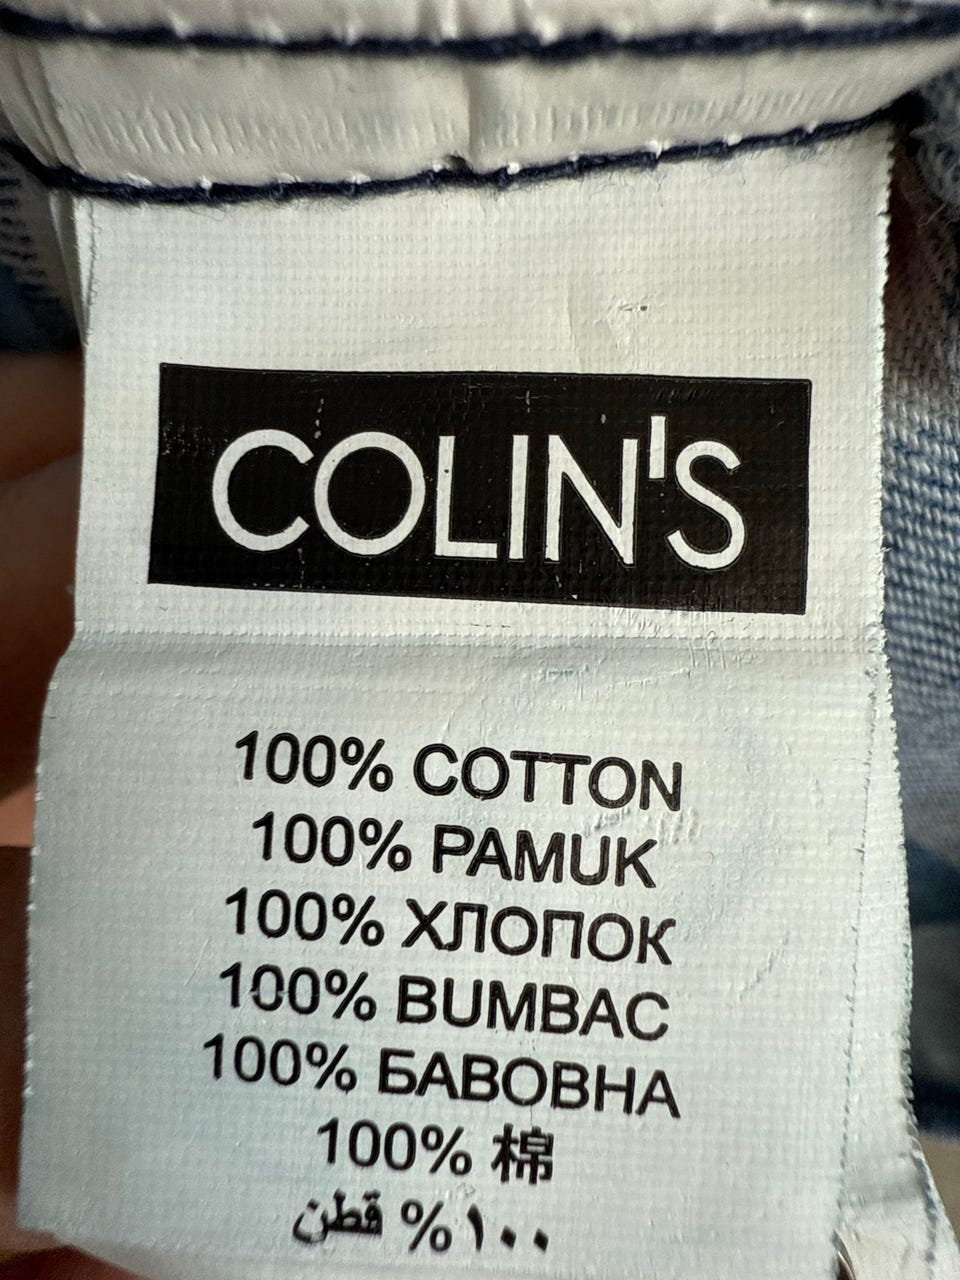 COLIN'S
100% COTTON
100% PAMUK
100% ХЛОПОК
100% BUMBAC
100% БАВОВНА
100% 棉
١٠٠% قطن